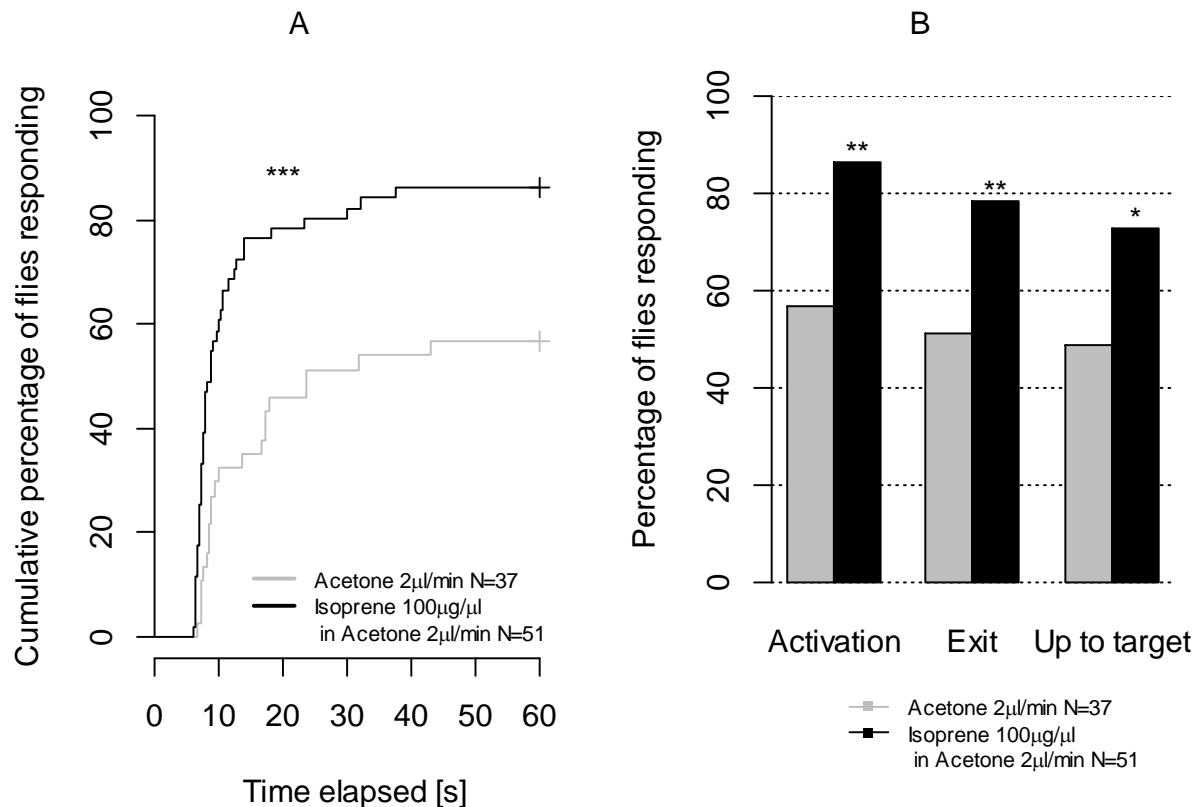 A
Cumulative percentage of flies responding
100
80
60
40
20
0
***
Acetone 2µl/min N=37
Isoprene 100µg/µl
in Acetone 2µl/min N=51
0 10 20 30 40 50 60
Time elapsed [s]
B
Percentage of flies responding
100
80
60
40
20
0
**
**
*
Activation Exit Up to target
Acetone 2µl/min N=37
Isoprene 100µg/µl
in Acetone 2µl/min N=51